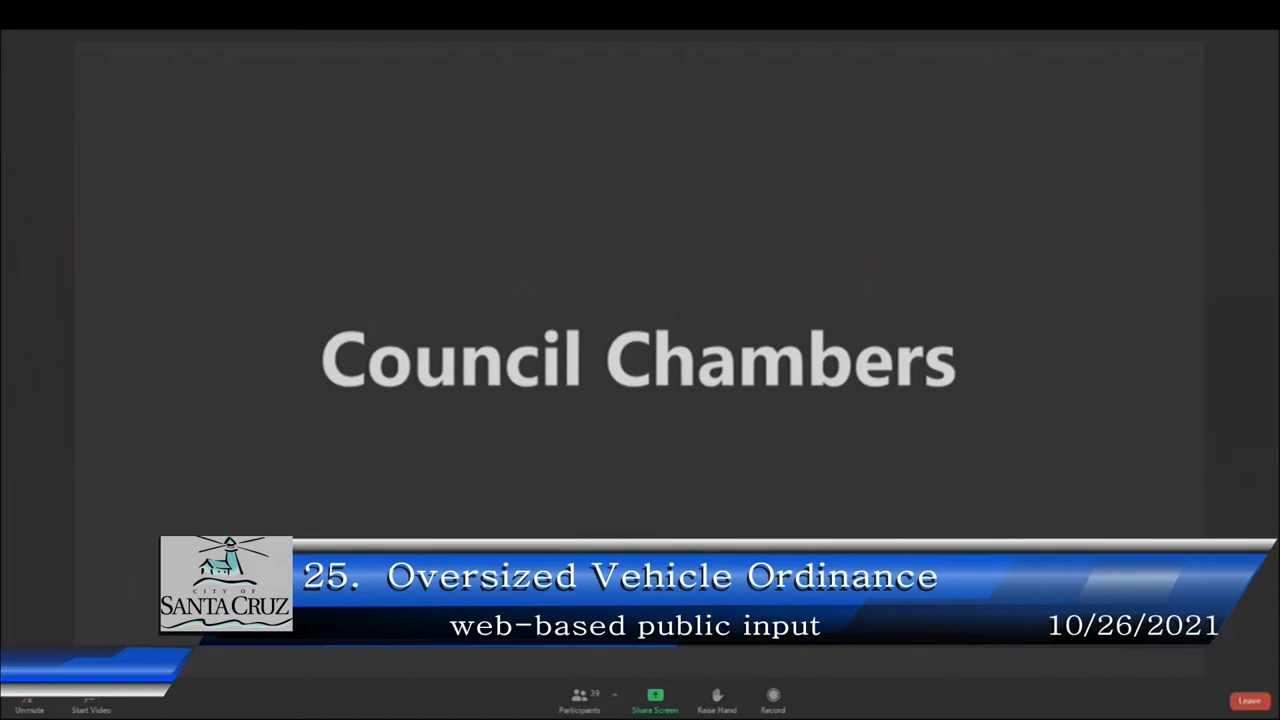 Council Chambers
25. Oversized Vehicle Ordinance
CITY OF
SANTA CRUZ
web-based public input
10/26/2021
Unmute
Start Video
39
Participants
Share Screen
Raise Hand
Record
Leave